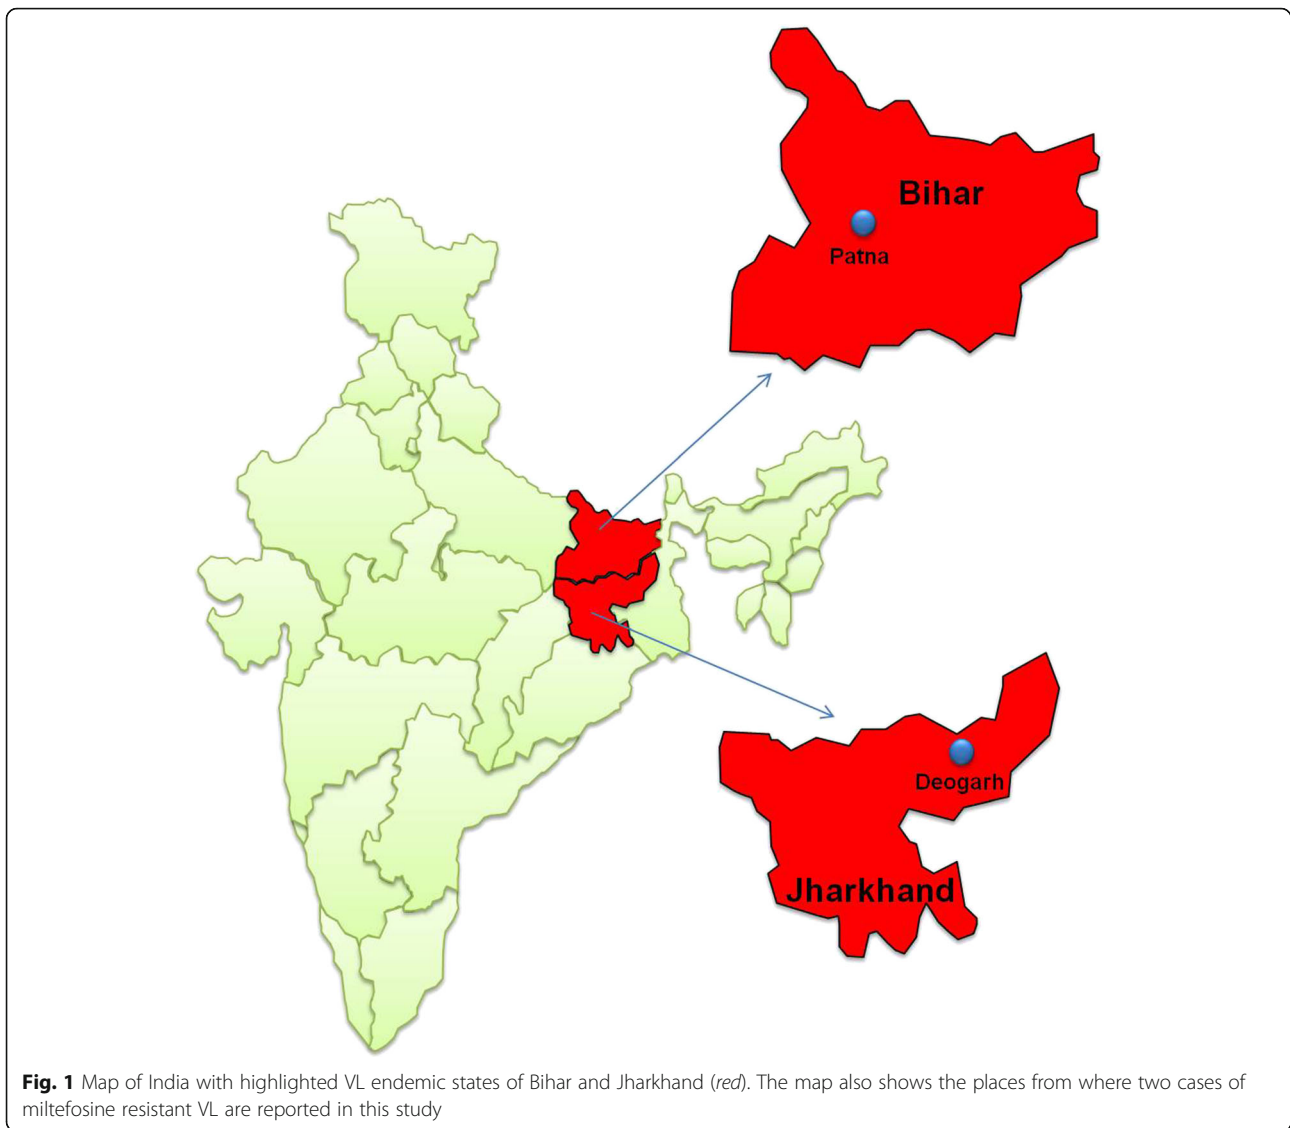 Bihar
Patna
Deogarh
Jharkhand
Fig. 1 Map of India with highlighted VL endemic states of Bihar and Jharkhand (red). The map also shows the places from where two cases of
miltefosine resistant VL are reported in this study